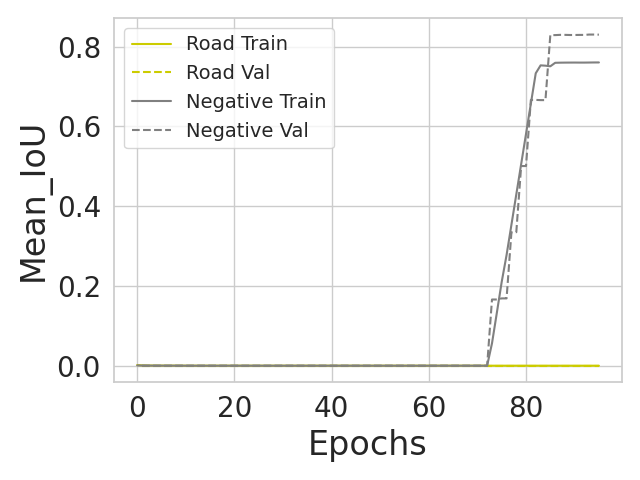 Road Train
Road Val
Negative Train
Negative Val
Mean_IoU
0.8
0.6
0.4
0.2
0.0
0 20 40 60 80
Epochs